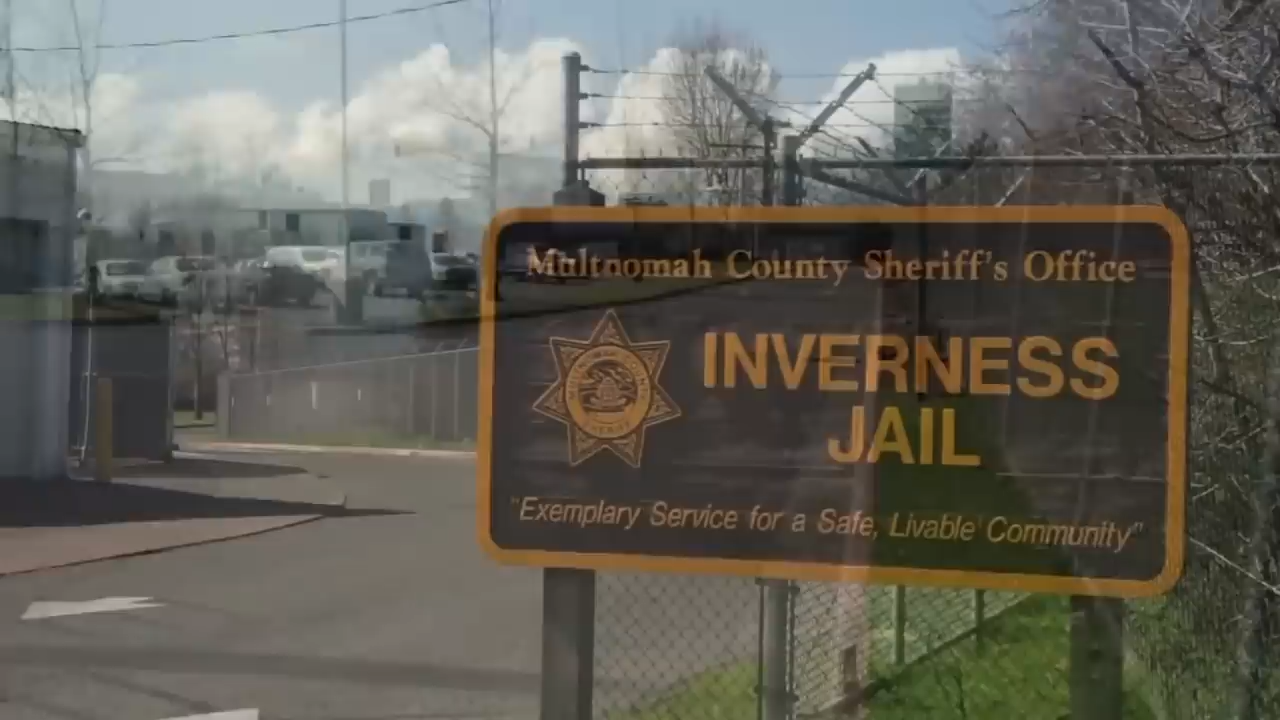 Multnomah County Sheriff's Office
INVERNESS
JAIL
"Exemplary Service for a Safe, Livable Community"